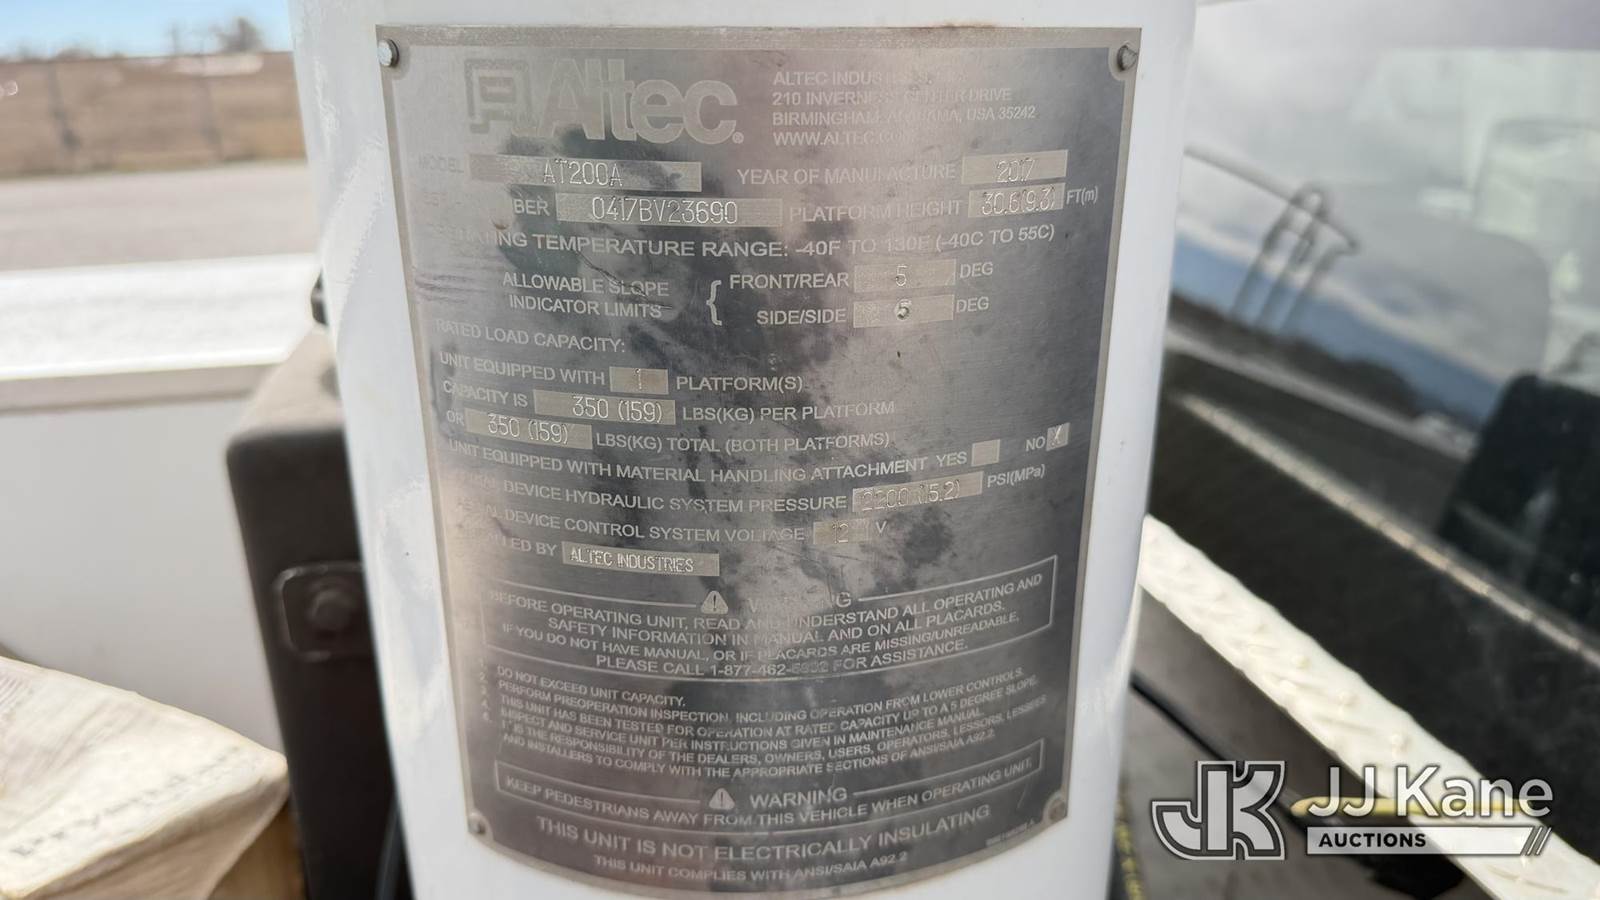 Altec®
ALTEC INDUSTRIES
210 INVERNESS CENTER DRIVE
BIRMINGHAM, ALABAMA, USA 35242
WWW.ALTEC.COM
MODEL AT200A YEAR OF MANUFACTURE 2017
BER 0417BV23690 PLATFORM HEIGHT 30.6(9.3) FT(m)
OPERATING TEMPERATURE RANGE: -40F TO 130F (-40C TO 55C)
ALLOWABLE SLOPE { FRONT/REAR 5 DEG
INDICATOR LIMITS SIDE/SIDE 5 DEG
RATED LOAD CAPACITY:
UNIT EQUIPPED WITH 1 PLATFORM(S)
CAPACITY IS 350 (159) LBS(KG) PER PLATFORM
OR 350 (159) LBS(KG) TOTAL (BOTH PLATFORMS)
UNIT EQUIPPED WITH MATERIAL HANDLING ATTACHMENT YES NO X
DEVICE HYDRAULIC SYSTEM PRESSURE 2200 (15.2) PSI(MPa)
DEVICE CONTROL SYSTEM VOLTAGE 12 V
BY ALTEC INDUSTRIES
WARNING
BEFORE OPERATING UNIT, READ AND UNDERSTAND ALL OPERATING AND
SAFETY INFORMATION IN MANUAL AND ON ALL PLACARDS.
IF YOU DO NOT HAVE MANUAL, OR IF PLACARDS ARE MISSING/UNREADABLE,
PLEASE CALL 1-877-462- FOR ASSISTANCE.
1. DO NOT EXCEED UNIT CAPACITY.
2. PERFORM PREOPERATION INSPECTION, INCLUDING OPERATION FROM LOWER CONTROLS.
3. THIS UNIT HAS BEEN TESTED FOR OPERATION AT RATED CAPACITY UP TO A 5 DEGREE SLOPE.
4. INSPECT AND SERVICE UNIT PER INSTRUCTIONS GIVEN IN MAINTENANCE MANUAL.
IT IS THE RESPONSIBILITY OF THE DEALERS, OWNERS, USERS, OPERATORS, LESSORS, LESSEES
AND INSTALLERS TO COMPLY WITH THE APPROPRIATE SECTIONS OF ANSI/SAIA A92.2.
WARNING
KEEP PEDESTRIANS AWAY FROM THIS VEHICLE WHEN OPERATING UNIT.
THIS UNIT IS NOT ELECTRICALLY INSULATING
THIS UNIT COMPLIES WITH ANSI/SAIA A92.2
JK JJ Kane
AUCTIONS